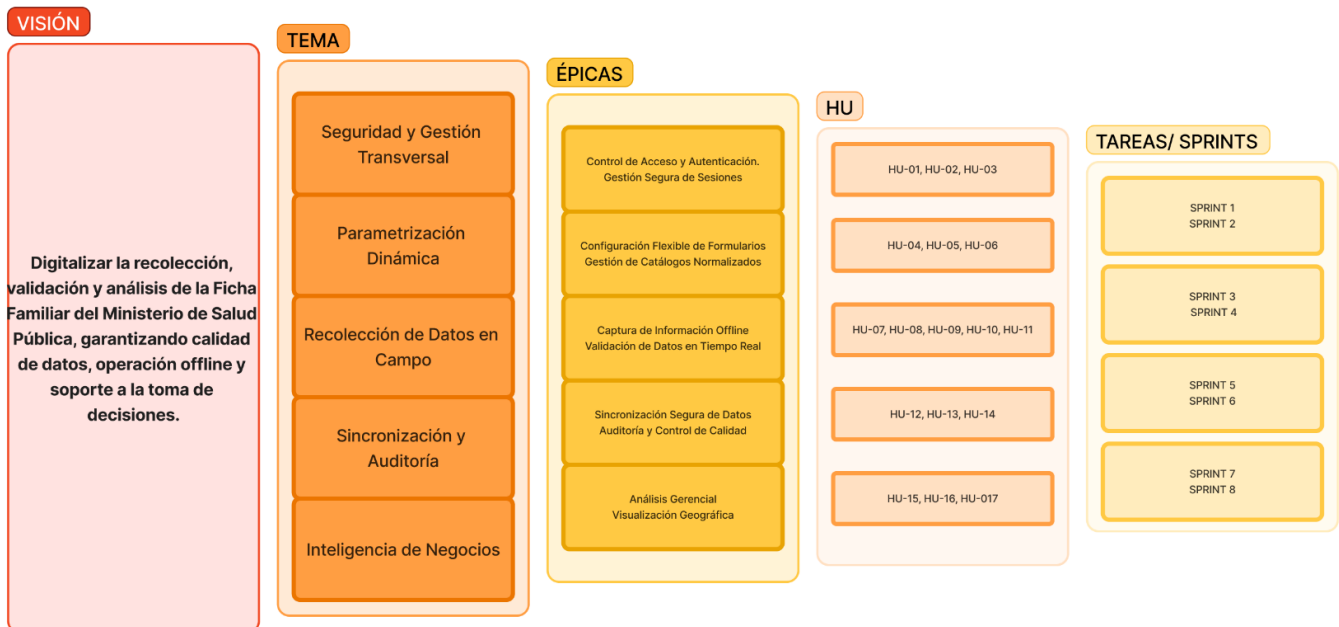 VISIÓN
Digitalizar la recolección,
validación y análisis de la Ficha
Familiar del Ministerio de Salud
Pública, garantizando calidad
de datos, operación offline y
soporte a la toma de
decisiones.
TEMA
Seguridad y Gestión
Transversal
Parametrización
Dinámica
Recolección de Datos en
Campo
Sincronización y
Auditoría
Inteligencia de Negocios
ÉPICAS
Control de Acceso y Autenticación.
Gestión Segura de Sesiones
Configuración Flexible de Formularios
Gestión de Catálogos Normalizados
Captura de Información Offline
Validación de Datos en Tiempo Real
Sincronización Segura de Datos
Auditoría y Control de Calidad
Análisis Gerencial
Visualización Geográfica
HU
HU-01, HU-02, HU-03
HU-04, HU-05, HU-06
HU-07, HU-08, HU-09, HU-10, HU-11
HU-12, HU-13, HU-14
HU-15, HU-16, HU-017
TAREAS/ SPRINTS
SPRINT 1
SPRINT 2
SPRINT 3
SPRINT 4
SPRINT 5
SPRINT 6
SPRINT 7
SPRINT 8